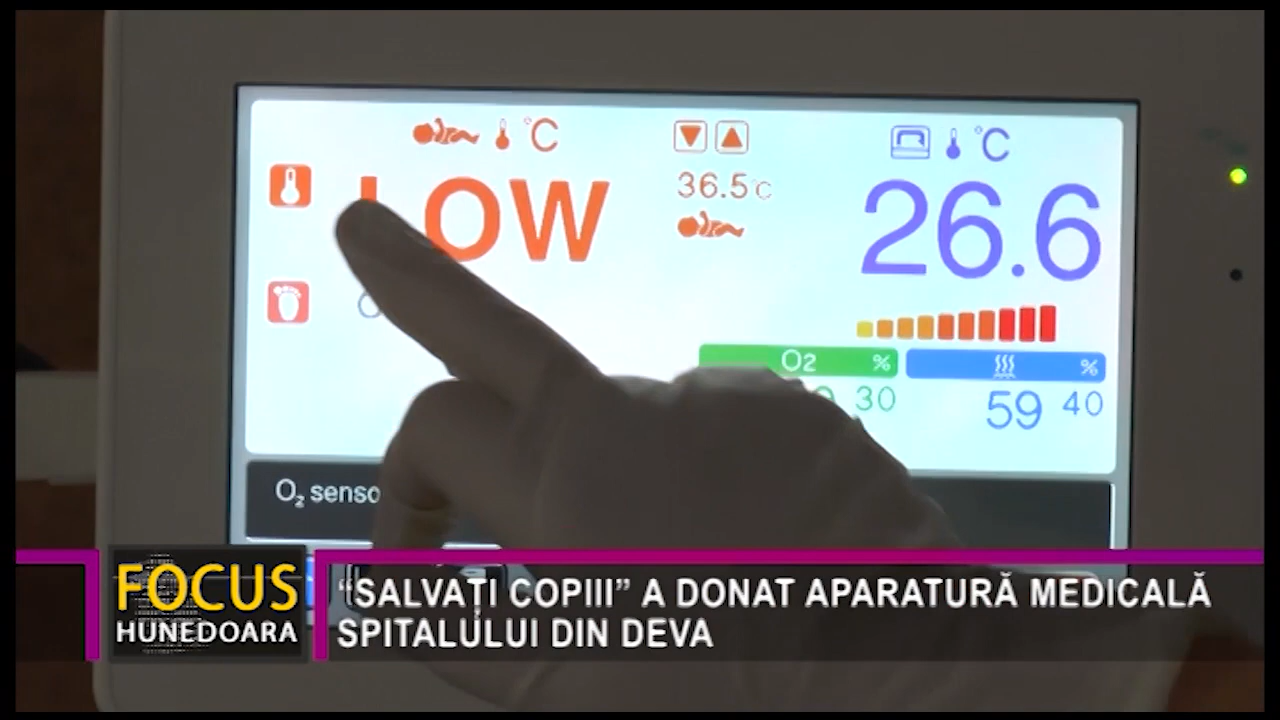 °C
°C
LOW
36.5°C
26.6
O2 %
%
30
59
40
O₂ senso
FOCUS
HUNEDOARA
“SALVAȚI COPIII” A DONAT APARATURĂ MEDICALĂ
SPITALULUI DIN DEVA